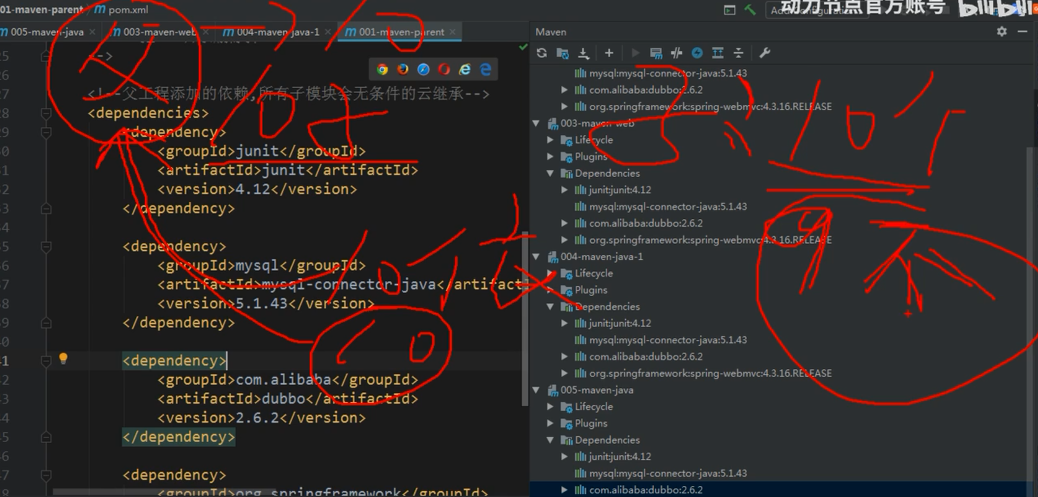 动力节点官方账号 bilibili
001-maven-parent pom.xml
005-maven-java 003-maven-web 004-maven-java-1 001-maven-parent
Maven
25 -->
26
27 <!--父工程添加的依赖,所有子模块会无条件的云继承-->
28 <dependencies>
29 <dependency>
30 <groupId>junit</groupId>
31 <artifactId>junit</artifactId>
32 <version>4.12</version>
33 </dependency>
34
35 <dependency>
36 <groupId>mysql</groupId>
37 <artifactId>mysql-connector-java</artifactId>
38 <version>5.1.43</version>
39 </dependency>
40
41 <dependency>
42 <groupId>com.alibaba</groupId>
43 <artifactId>dubbo</artifactId>
44 <version>2.6.2</version>
45 </dependency>
46
47 <dependency>
<groupId>org.springframework</groupId>
mysql:mysql-connector-java:5.1.43
com.alibaba:dubbo:2.6.2
org.springframework:spring-webmvc:4.3.16.RELEASE
003-maven-web
Lifecycle
Plugins
Dependencies
junit:junit:4.12
mysql:mysql-connector-java:5.1.43
com.alibaba:dubbo:2.6.2
org.springframework:spring-webmvc:4.3.16.RELEASE
004-maven-java-1
Lifecycle
Plugins
Dependencies
junit:junit:4.12
mysql:mysql-connector-java:5.1.43
com.alibaba:dubbo:2.6.2
org.springframework:spring-webmvc:4.3.16.RELEASE
005-maven-java
Lifecycle
Plugins
Dependencies
junit:junit:4.12
mysql:mysql-connector-java:5.1.43
com.alibaba:dubbo:2.6.2